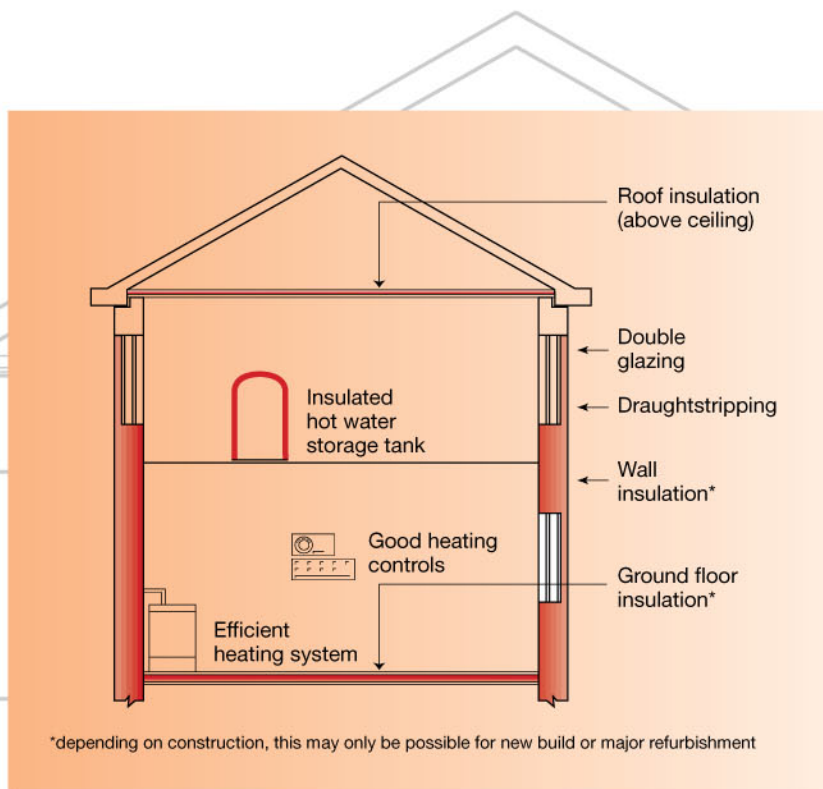 Roof insulation
(above ceiling)
Double
glazing
Draughtstripping
Insulated
hot water
storage tank
Wall
insulation*
Good heating
controls
Ground floor
insulation*
Efficient
heating system
*depending on construction, this may only be possible for new build or major refurbishment